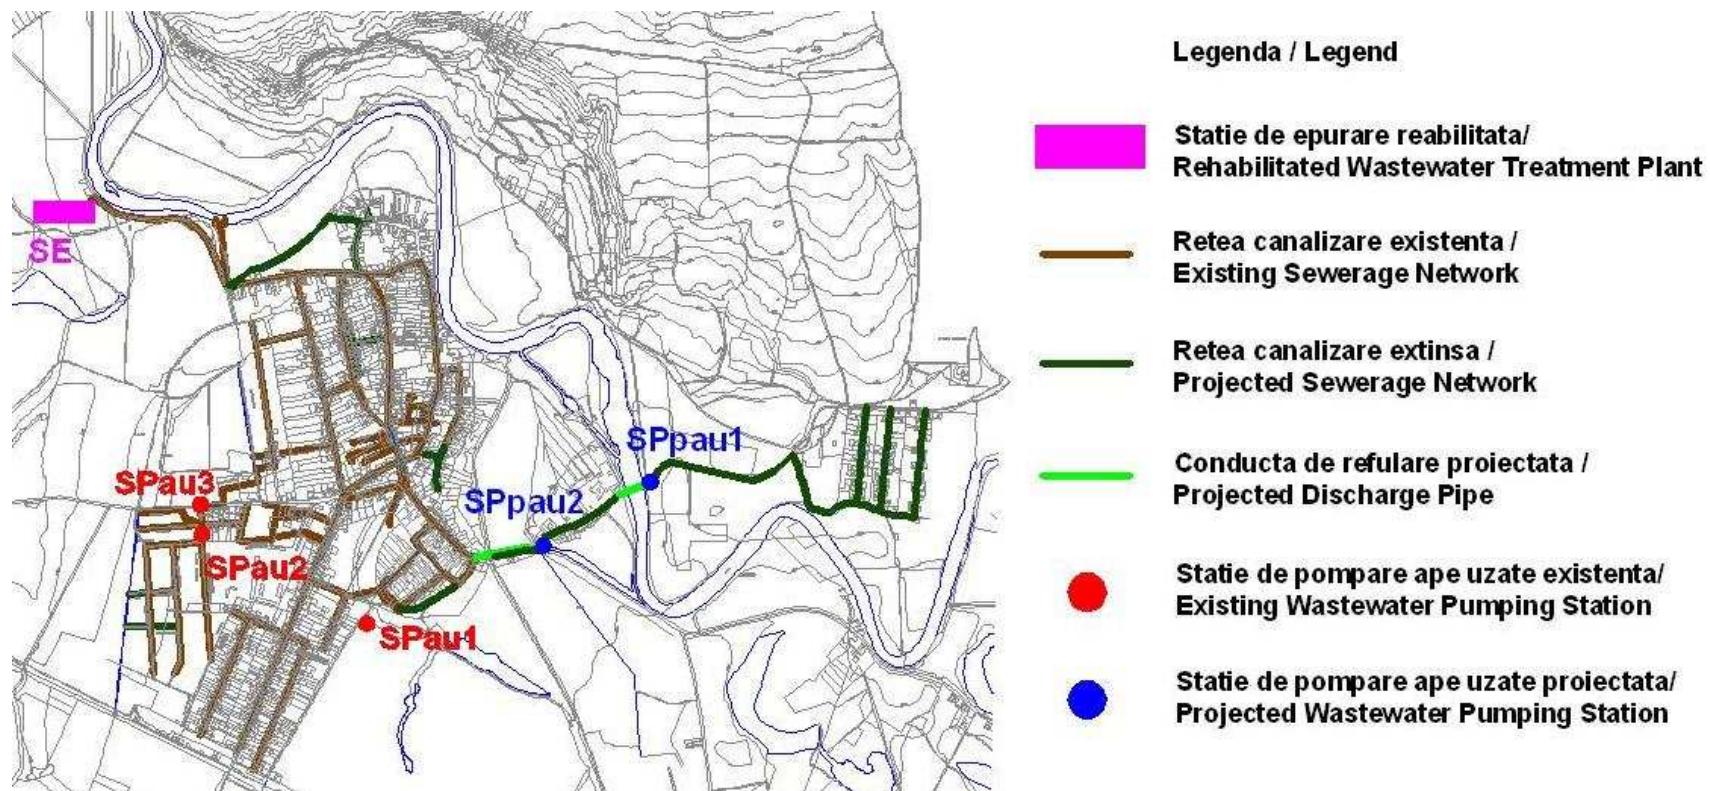 Legenda / Legend
Statie de epurare reabilitata/
Rehabilitated Wastewater Treatment Plant
SE
Retea canalizare existenta /
Existing Sewerage Network
Retea canalizare extinsa /
Projected Sewerage Network
SPpau1
SPau3
SPpau2
Conducta de refulare proiectata /
Projected Discharge Pipe
SPau2
Statie de pompare ape uzate existenta/
Existing Wastewater Pumping Station
SPau1
Statie de pompare ape uzate proiectata/
Projected Wastewater Pumping Station